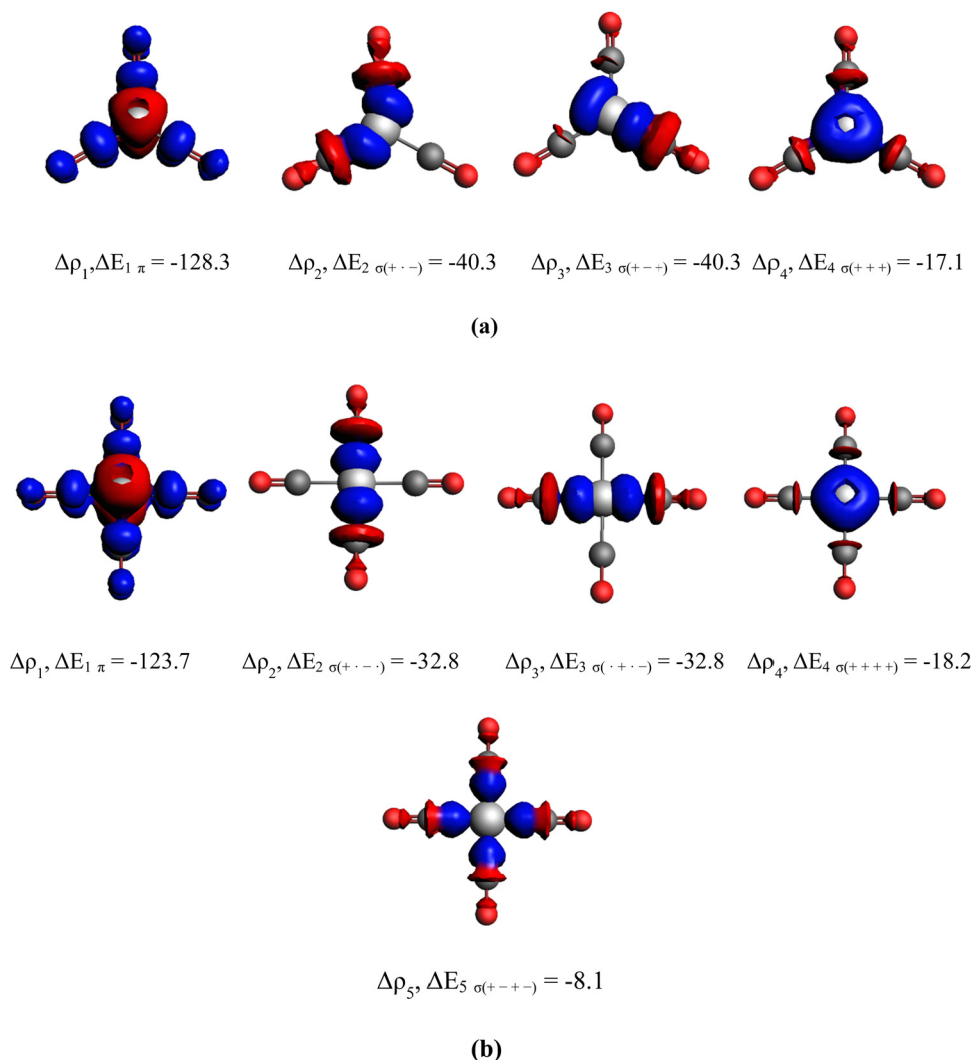 Δρ₁,ΔE₁ π = -128.3 Δρ₂, ΔE₂ σ(+ · −) = -40.3 Δρ₃, ΔE₃ σ(+ − +) = -40.3 Δρ₄, ΔE₄ σ(+ + +) = -17.1
(a)
Δρ₁, ΔE₁ π = -123.7 Δρ₂, ΔE₂ σ(+ · − ·) = -32.8 Δρ₃, ΔE₃ σ( · + · −) = -32.8 Δρ₄, ΔE₄ σ(+ + + +) = -18.2
Δρ₅, ΔE₅ σ(+ − + −) = -8.1
(b)